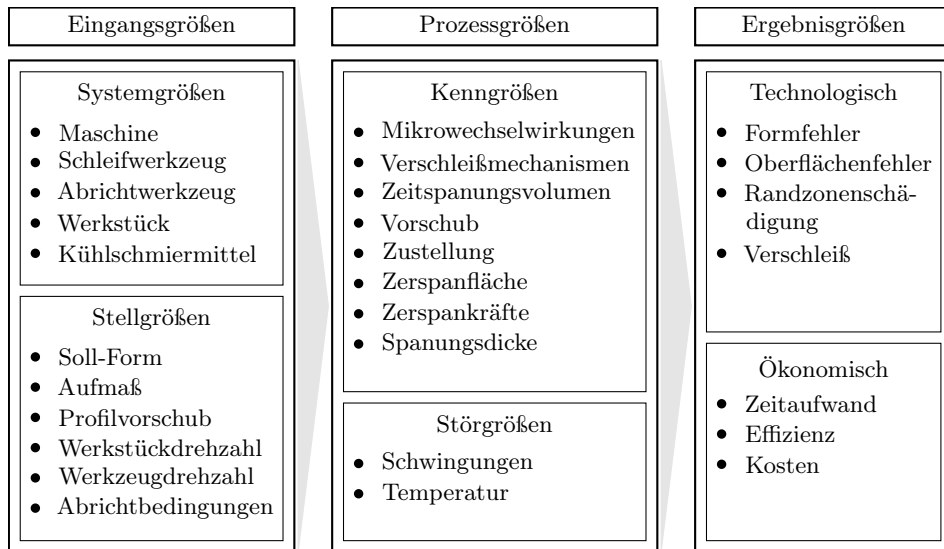 Eingangsgrößen
Systemgrößen
• Maschine
• Schleifwerkzeug
• Abrichtwerkzeug
• Werkstück
• Kühlschmiermittel
Stellgrößen
• Soll-Form
• Aufmaß
• Profilvorschub
• Werkstückdrehzahl
• Werkzeugdrehzahl
• Abrichtbedingungen
Prozessgrößen
Kenngrößen
• Mikrowechselwirkungen
• Verschleißmechanismen
• Zeitspanungsvolumen
• Vorschub
• Zustellung
• Zerspanfläche
• Zerspankräfte
• Spanungsdicke
Störgrößen
• Schwingungen
• Temperatur
Ergebnisgrößen
Technologisch
• Formfehler
• Oberflächenfehler
• Randzonenschä-
digung
• Verschleiß
Ökonomisch
• Zeitaufwand
• Effizienz
• Kosten